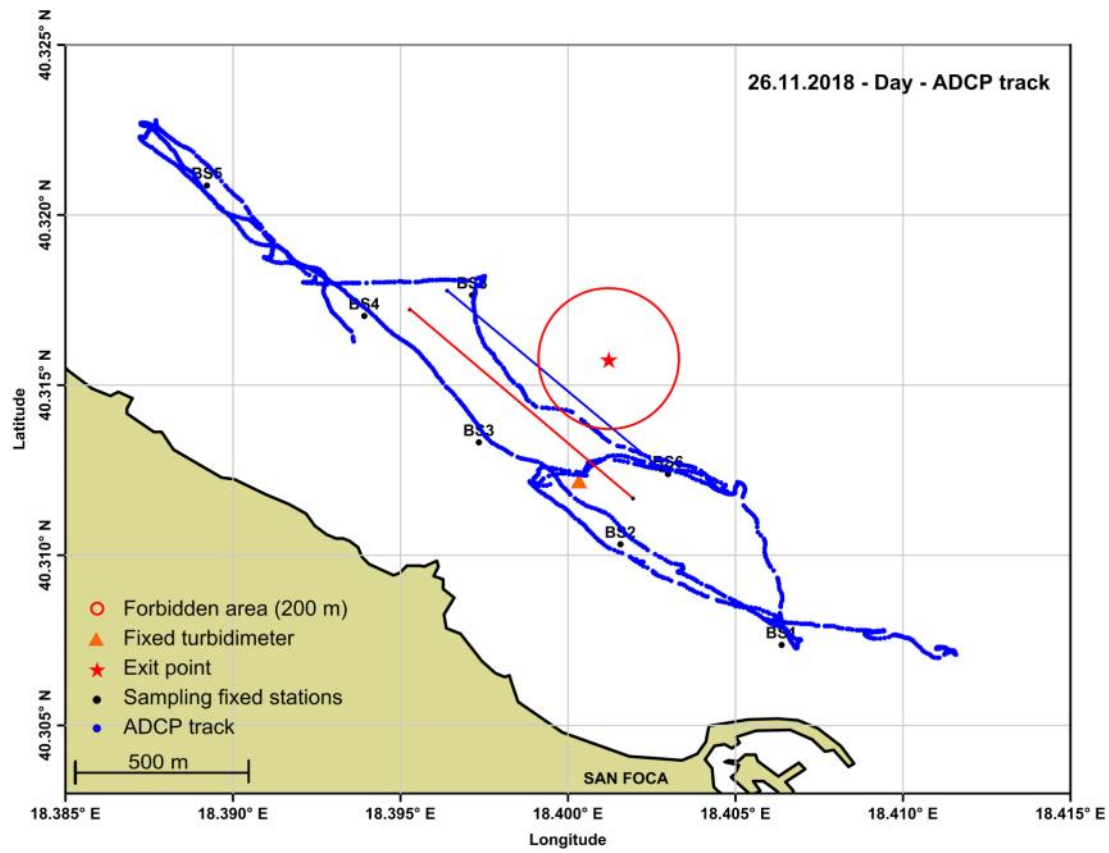 26.11.2018 - Day - ADCP track
40.325° N
40.320° N
40.315° N
40.310° N
40.305° N
Latitude
BS5
BS4
BS3
BS6
BS2
BS1
Forbidden area (200 m)
Fixed turbidimeter
Exit point
Sampling fixed stations
ADCP track
500 m
SAN FOCA
18.385° E
18.390° E
18.395° E
18.400° E
18.405° E
18.410° E
18.415° E
Longitude